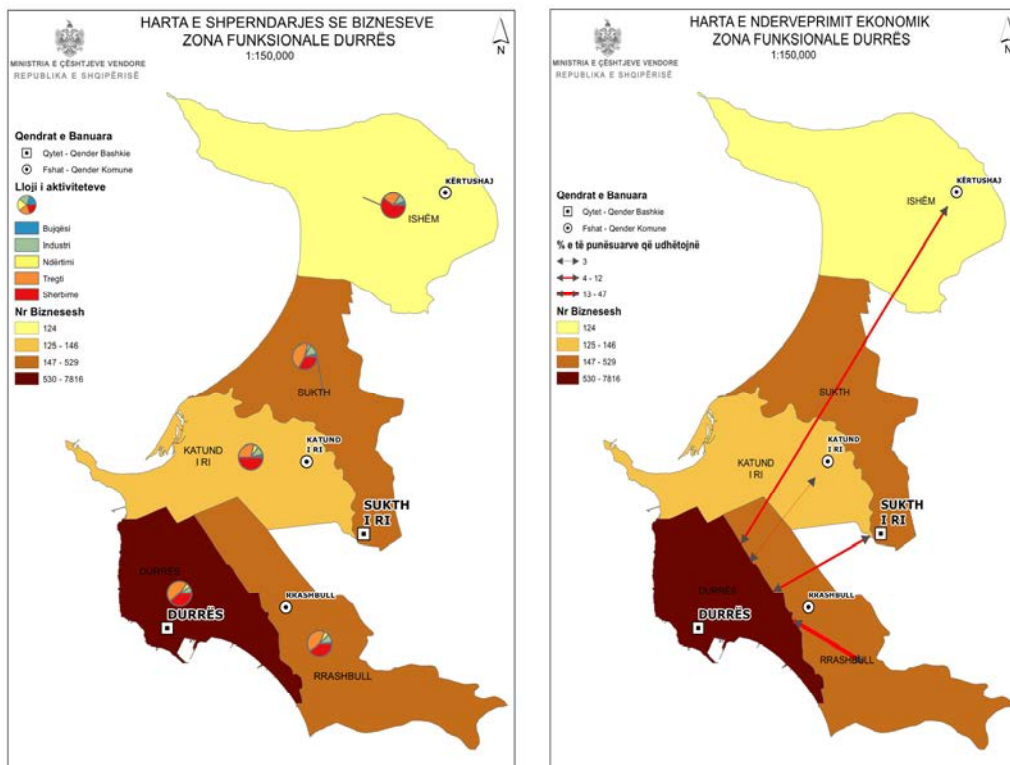 HARTA E SHPERNDARJES SE BIZNESEVE
ZONA FUNKSIONALE DURRËS
1:150,000
N
MINISTRIA E ÇËSHTJEVE VENDORE
REPUBLIKA E SHQIPËRISË
Qendrat e Banuara
Qytet - Qender Bashkie
Fshat - Qender Komune
Lloji i aktiviteteve
Bujqësi
Industri
Ndërtimi
Tregti
Sherbime
Nr Biznesesh
124
125 - 146
147 - 529
530 - 7816
KËRTUSHAJ
ISHËM
SUKTH
KATUND
I RI
KATUND
I RI
SUKTH
I RI
DURRËS
DURRËS
RRASHBULL
RRASHBULL
HARTA E NDERVEPRIMIT EKONOMIK
ZONA FUNKSIONALE DURRËS
1:150,000
N
MINISTRIA E ÇËSHTJEVE VENDORE
REPUBLIKA E SHQIPËRISË
Qendrat e Banuara
Qytet - Qender Bashkie
Fshat - Qender Komune
% e të punësuarve që udhëtojnë
3
4 - 12
13 - 47
Nr Biznesesh
124
125 - 146
147 - 529
530 - 7816
KËRTUSHAJ
ISHËM
SUKTH
KATUND
I RI
KATUND
I RI
SUKTH
I RI
DURRËS
DURRËS
RRASHBULL
RRASHBULL